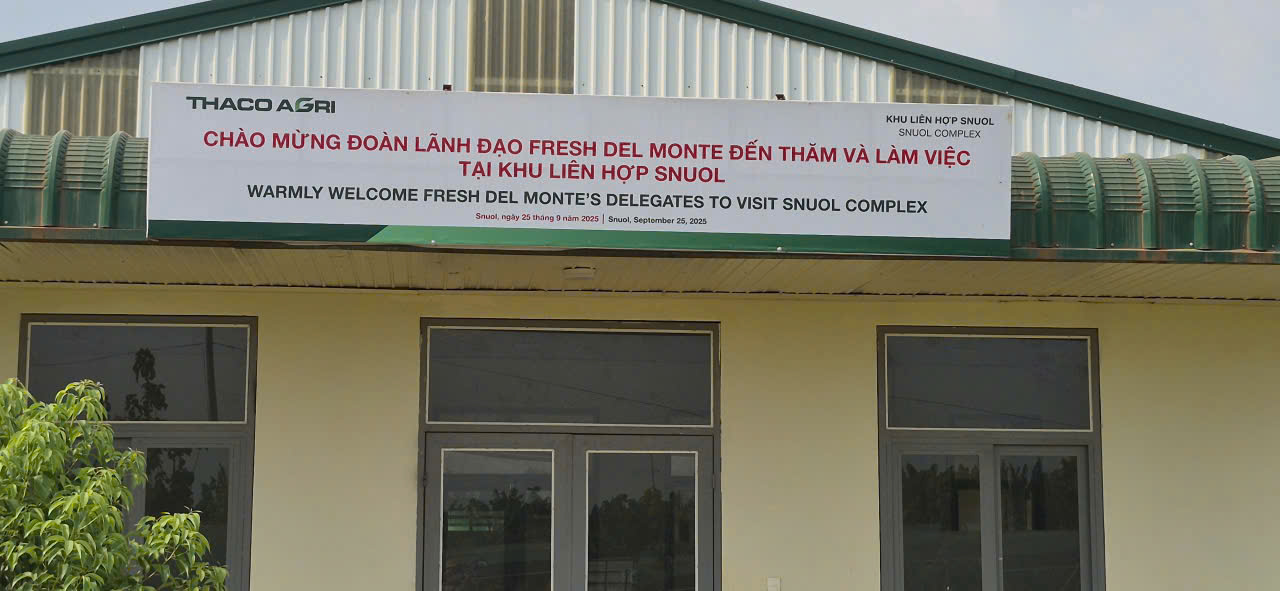 THACO AGRI
KHU LIÊN HỢP SNUOL
SNUOL COMPLEX
CHÀO MỪNG ĐOÀN LÃNH ĐẠO FRESH DEL MONTE ĐẾN THĂM VÀ LÀM VIỆC
TẠI KHU LIÊN HỢP SNUOL
WARMLY WELCOME FRESH DEL MONTE'S DELEGATES TO VISIT SNUOL COMPLEX
Snuol, ngày 25 tháng 9 năm 2025 | Snuol, September 25, 2025